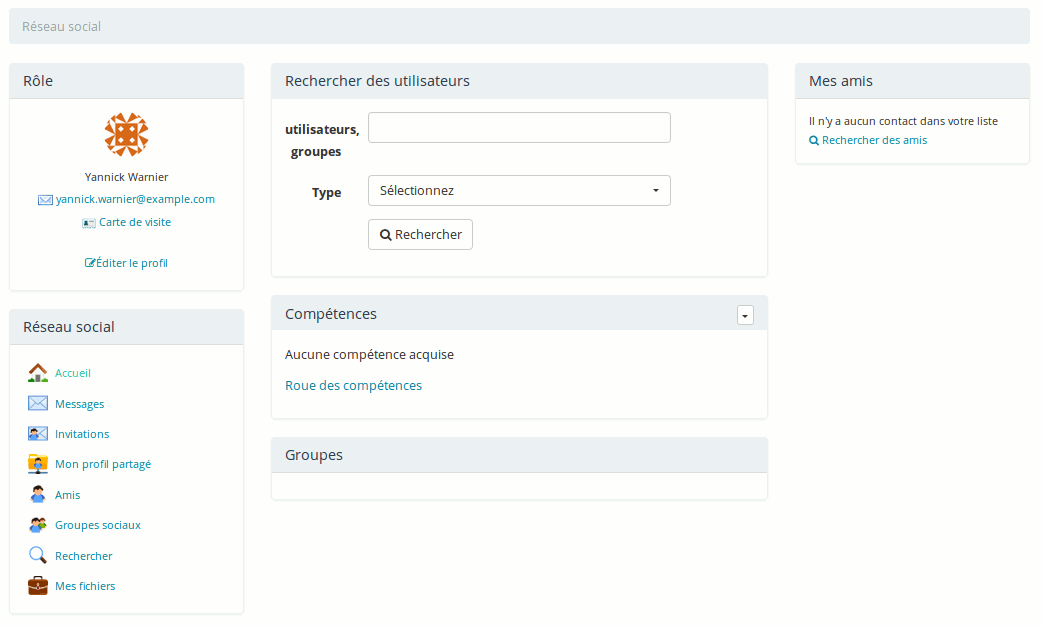 Réseau social
Rôle
Yannick Warnier
yannick.warnier@example.com
Carte de visite
Éditer le profil
Réseau social
Accueil
Messages
Invitations
Mon profil partagé
Amis
Groupes sociaux
Rechercher
Mes fichiers
Rechercher des utilisateurs
utilisateurs,
groupes
Type
Sélectionnez
Rechercher
Compétences
Aucune compétence acquise
Roue des compétences
Groupes
Mes amis
Il n'y a aucun contact dans votre liste
Rechercher des amis